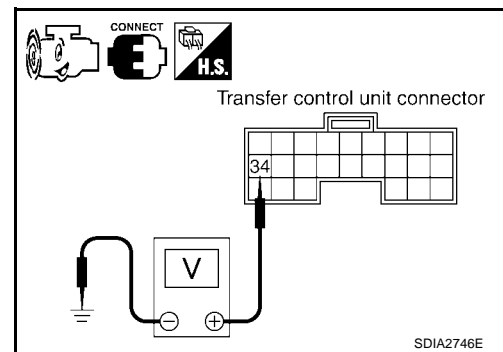 CONNECT
H.S.
Transfer control unit connector
34
V
− +
SDIA2746E